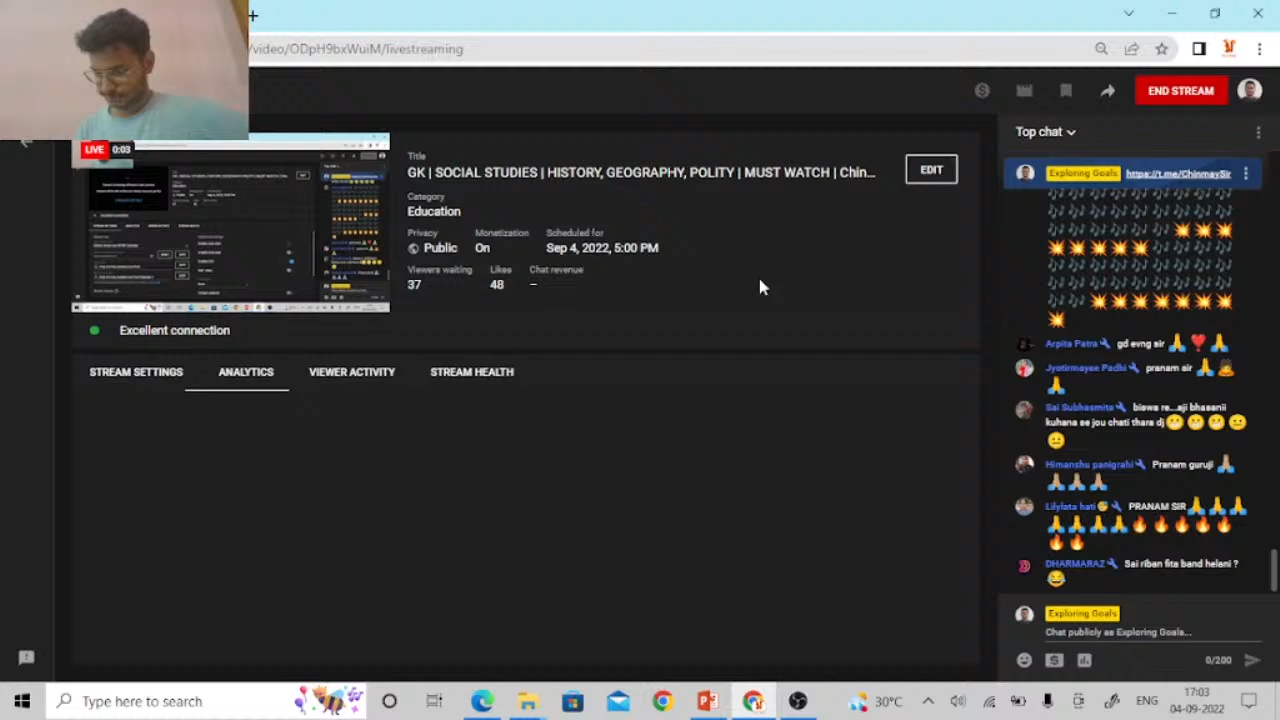 /video/ODpH9bxWuiM/livestreaming
END STREAM
LIVE 0:03
Title
GK | SOCIAL STUDIES | HISTORY, GEOGRAPHY, POLITY | MUST WATCH | Chin...
EDIT
Category
Education
Privacy Monetization Scheduled for
Public On Sep 4, 2022, 5:00 PM
Viewers waiting Likes Chat revenue
37 48 –
Excellent connection
STREAM SETTINGS ANALYTICS VIEWER ACTIVITY STREAM HEALTH
Top chat
Exploring Goals https://t.me/ChinmaySir
Arpita Patra gd evng sir 🙏 ❣️ 🙏
Jyotirmayee Padhi pranam sir 🙏 🙇
🙏
Sai Subhasmita biswa re...aji bhasanii
kuhana se jou chati thara dj😬 😬 😬 😐
😐
Himanshu panigrahi Pranam guruji 🙏🏽
🙏🏽 🙏🏽 🙏🏽
Lilylata hati PRANAM SIR 🙏 🙏 🙏
🙏 🙏 🙏 🙏 🔥 🔥 🔥 🔥 🔥
🔥 🔥
DHARMARAZ Sai riban fita band helani ?
😂
Exploring Goals
Chat publicly as Exploring Goals...
0/200
Type here to search
30°C
ENG
17:03
04-09-2022